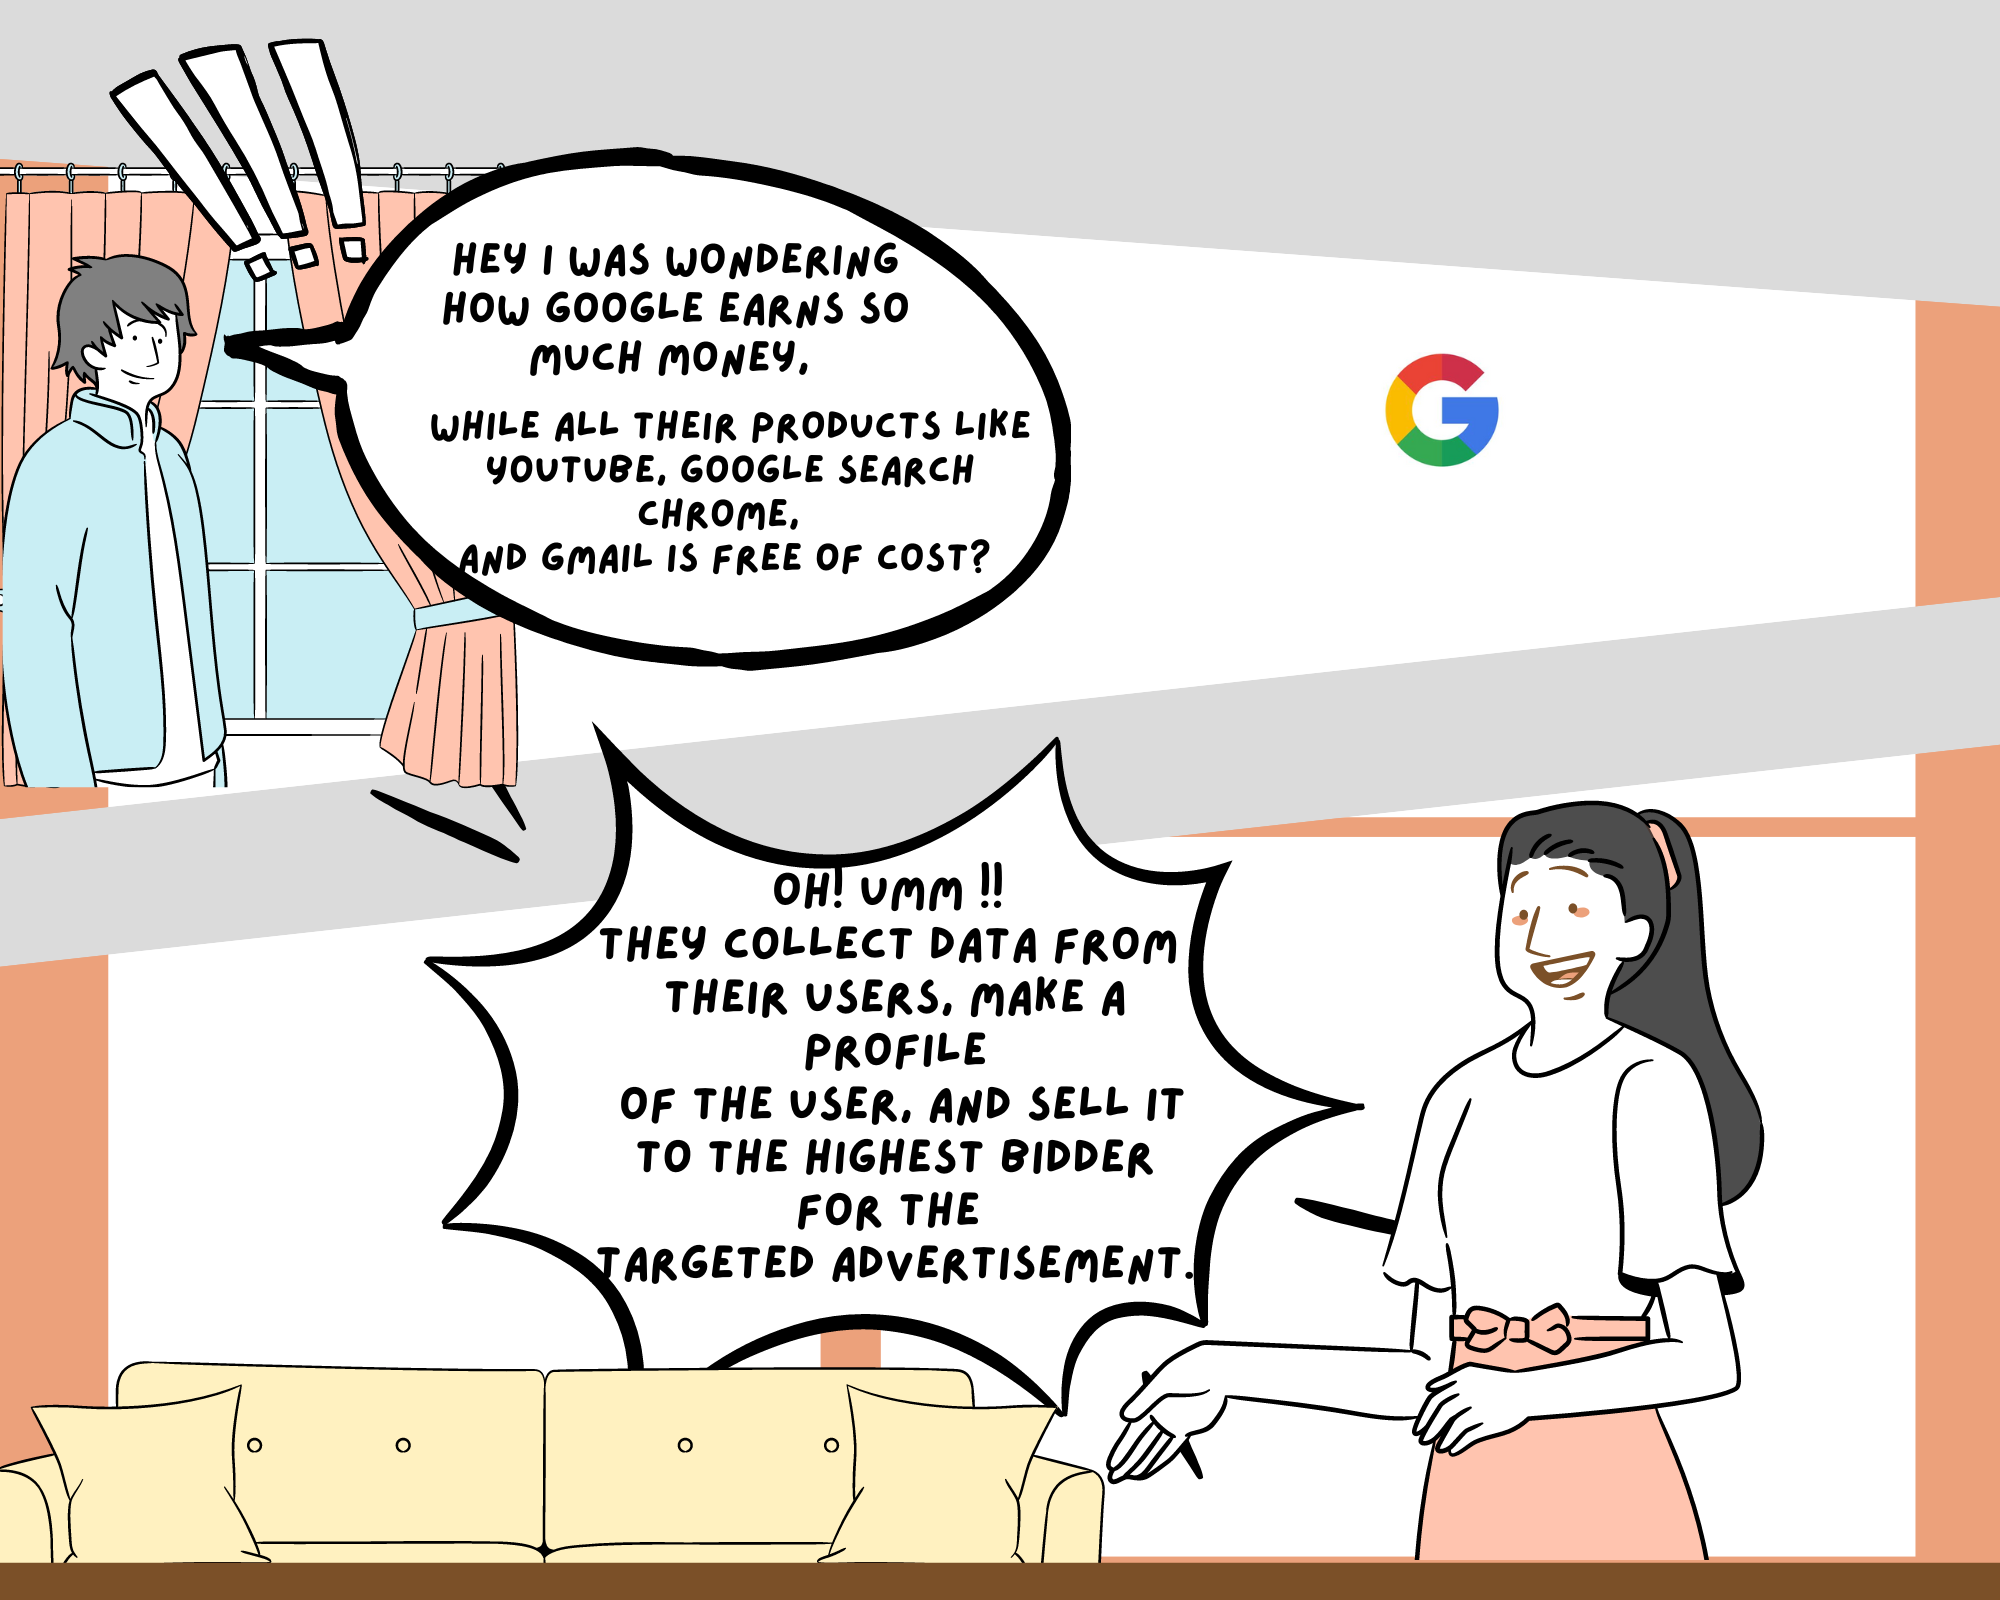 HEY I WAS WONDERING
HOW GOOGLE EARNS SO
MUCH MONEY,
WHILE ALL THEIR PRODUCTS LIKE
YOUTUBE, GOOGLE SEARCH
CHROME,
AND GMAIL IS FREE OF COST?
G
OH! UMM !!
THEY COLLECT DATA FROM
THEIR USERS, MAKE A
PROFILE
OF THE USER, AND SELL IT
TO THE HIGHEST BIDDER
FOR THE
TARGETED ADVERTISEMENT.